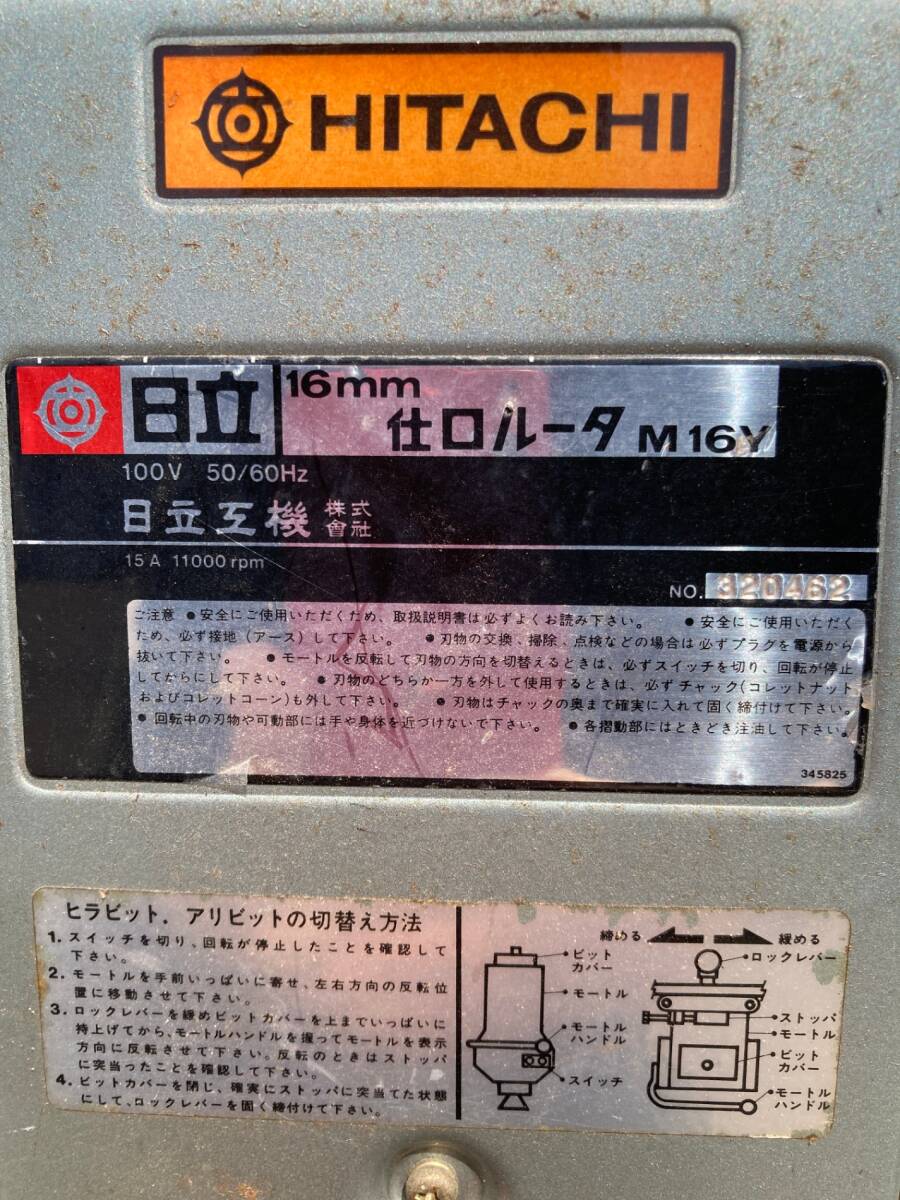 HITACHI
日立
16mm
仕口ルータ M16Y
100V 50/60Hz
日立工機 株式會社
15A 11000rpm
NO. 320462
ご注意 ●安全にご使用いただくため、取扱説明書は必ずよくお読み下さい。 ●安全にご使用いただく
ため、必ず接地(アース)して下さい。 ●刃物の交換、掃除、点検などの場合は必ずプラグを電源から
抜いて下さい。 ●モートルを反転して刃物の方向を切替えるときは、必ずスイッチを切り、回転が停止
してからにして下さい。 ●刃物のどちらか一方を外して使用するときは、必ずチャック(コレットナット
およびコレットコーン)も外して下さい。 ●刃物はチャックの奥まで確実に入れて固く締付けて下さい。
●回転中の刃物や可動部には手や身体を近づけないで下さい。 ●各摺動部にはときどき注油して下さい。
345825
ヒラビット、アリビットの切替え方法
1. スイッチを切り、回転が停止したことを確認して
下さい。
2. モートルを手前いっぱいに寄せ、左右方向の反転位
置に移動させて下さい。
3. ロックレバーを緩めビットカバーを上までいっぱいに
持上げてから、モートルハンドルを握ってモートルを表示
方向に反転させて下さい。反転のときはストッパ
に突当ったことを確認して下さい。
4. ビットカバーを閉じ、確実にストッパに突当てた状態
にして、ロックレバーを固く締付けて下さい。
ビット
カバー
モートル
モートル
ハンドル
スイッチ
締める
緩める
ロックレバー
ストッパ
モートル
ビット
カバー
モートル
ハンドル